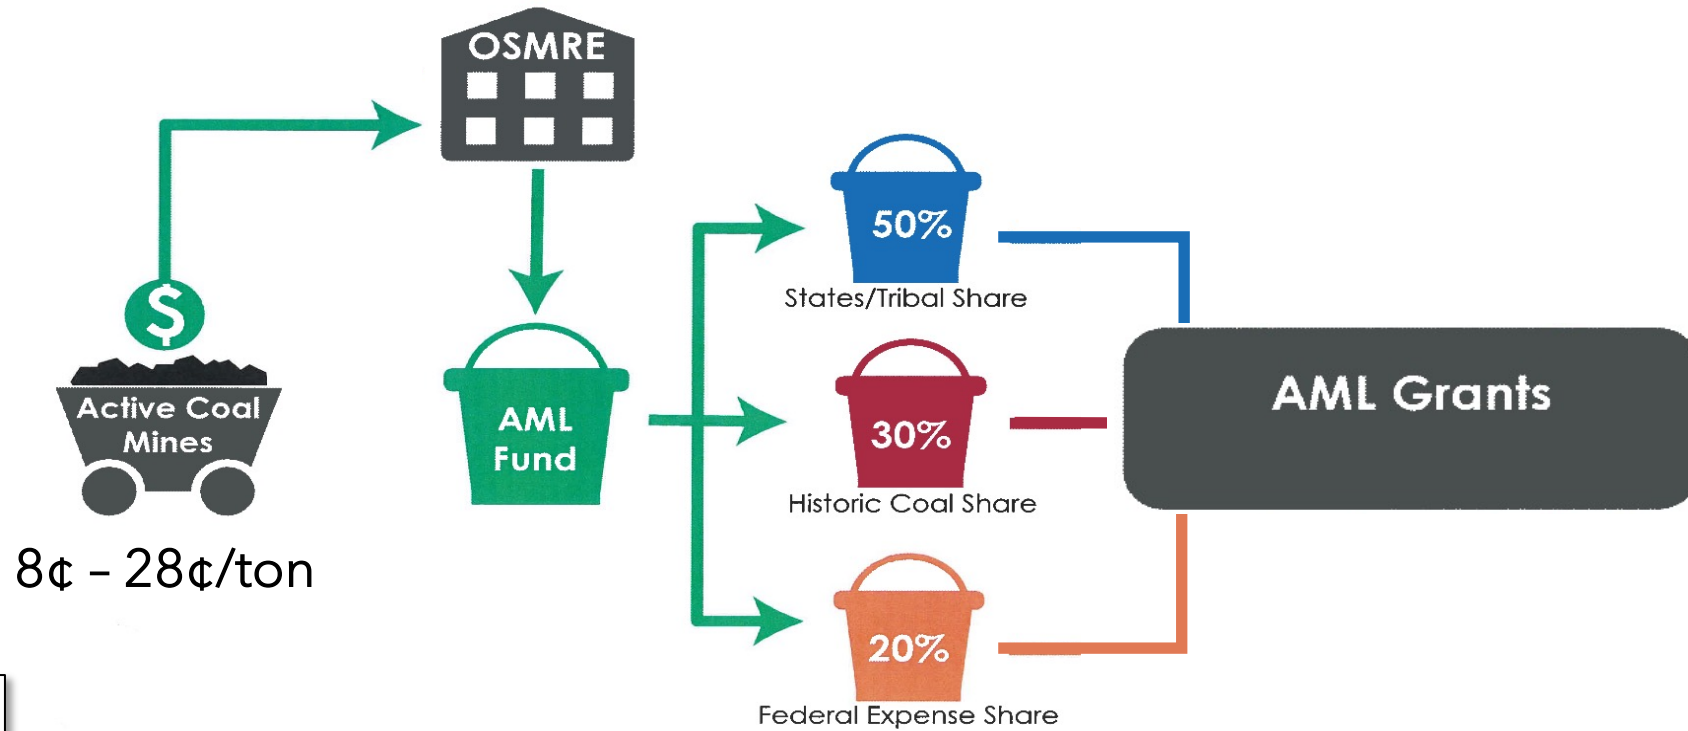 OSMRE
$
Active Coal
Mines
8¢ – 28¢/ton
AML
Fund
50%
States/Tribal Share
30%
Historic Coal Share
20%
Federal Expense Share
AML Grants